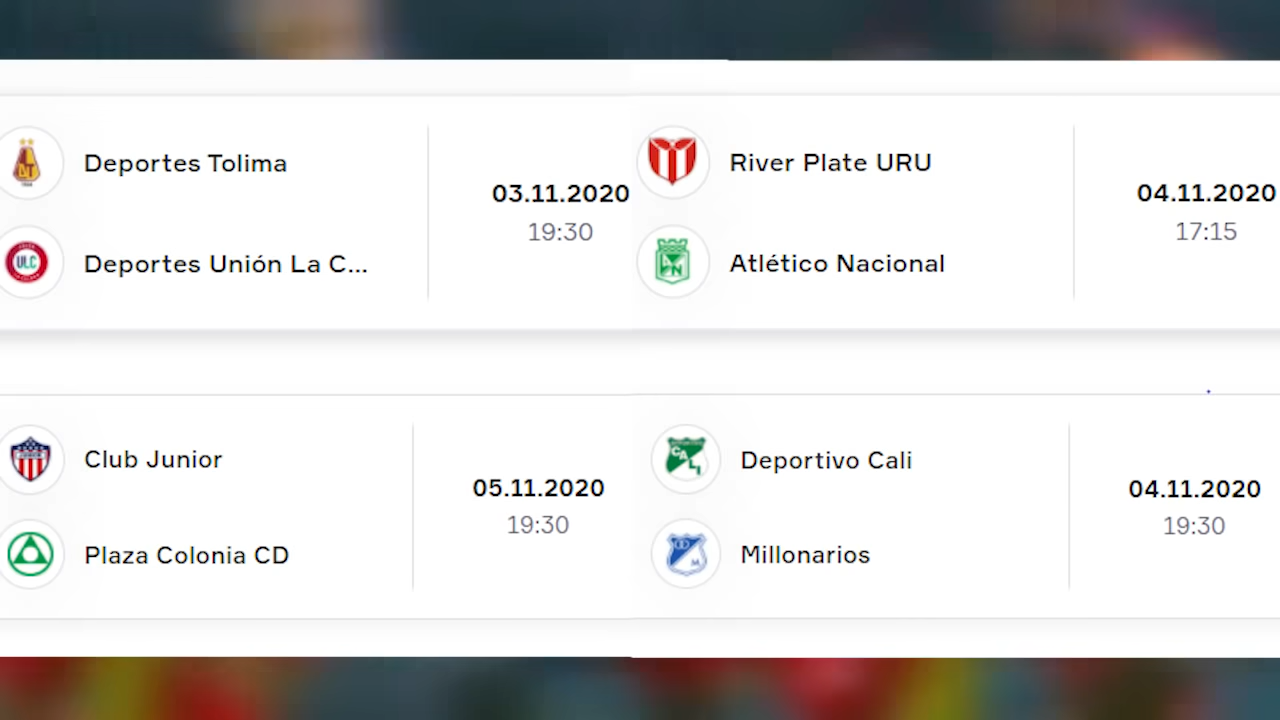 Deportes Tolima
Deportes Unión La C...
03.11.2020
19:30
River Plate URU
Atlético Nacional
04.11.2020
17:15
Club Junior
Plaza Colonia CD
05.11.2020
19:30
Deportivo Cali
Millonarios
04.11.2020
19:30
ULC
CALI